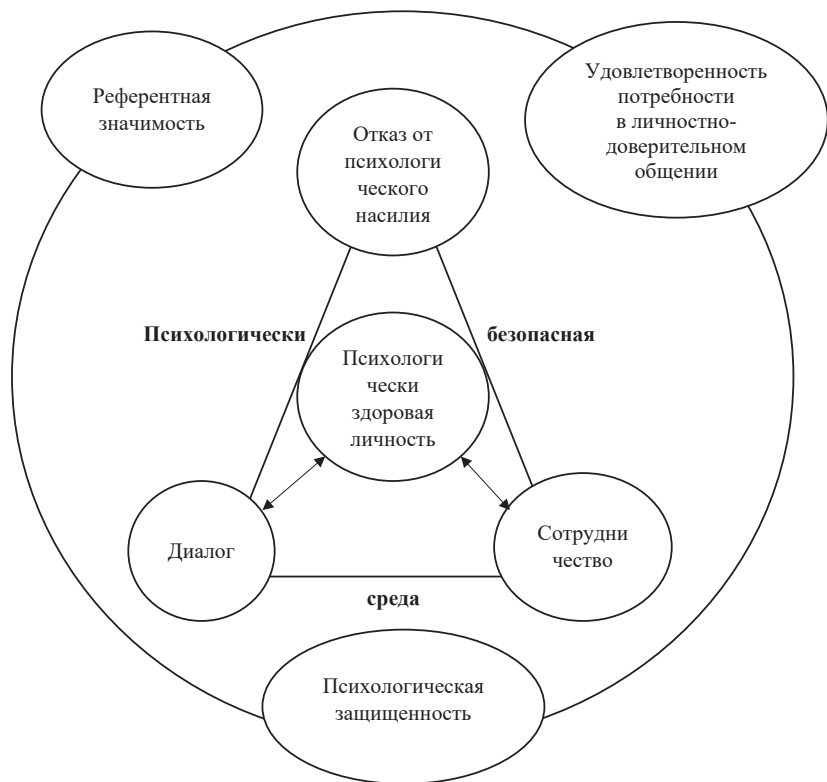 Референтная
значимость
Удовлетворенность
потребности
в личностно-
доверительном
общении
Отказ от
психологи
ческого
насилия
Психологически
безопасная
Психологи
чески
здоровая
личность
Диалог
Сотрудни
чество
среда
Психологическая
защищенность